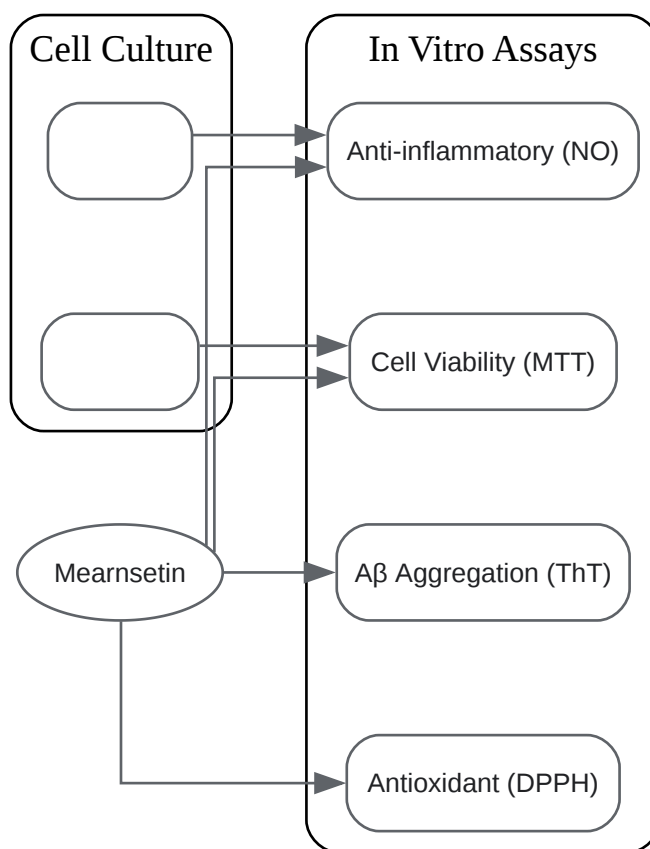 Cell Culture
In Vitro Assays
Anti-inflammatory (NO)
Cell Viability (MTT)
Mearnsetin
Aβ Aggregation (ThT)
Antioxidant (DPPH)